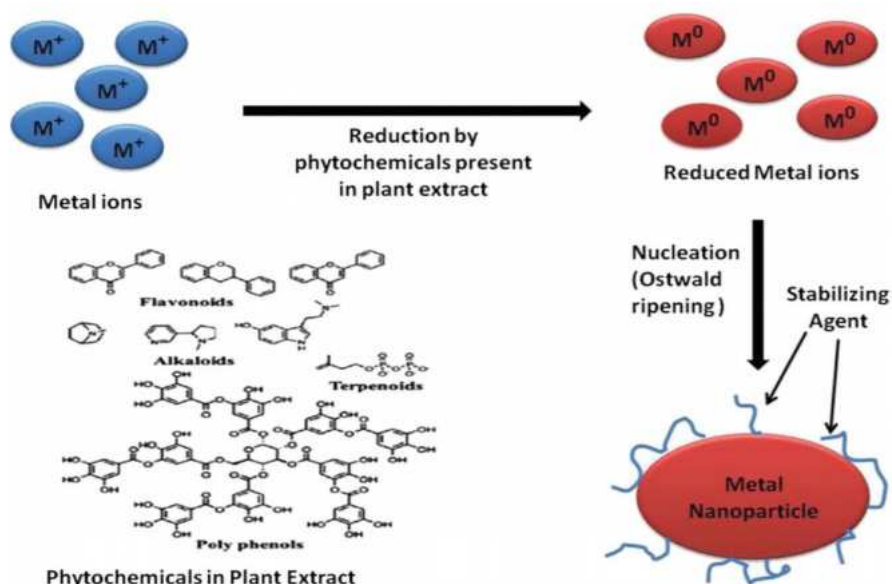 M+ M+
M+
M+
M+
Metal ions
Reduction by
phytochemicals present
in plant extract
M0 M0
M0
M0 M0
Reduced Metal ions
Nucleation
(Ostwald
ripening )
Stabilizing
Agent
Flavonoids
Alkaloids
Terpenoids
Poly phenols
Phytochemicals in Plant Extract
Metal
Nanoparticle